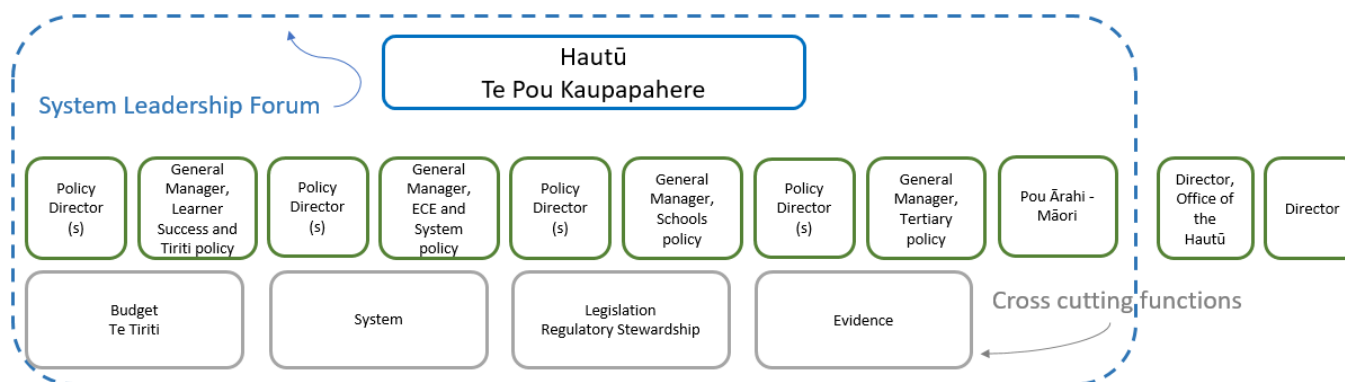 Hautū
Te Pou Kaupapahere
System Leadership Forum
Policy
Director
(s)
General
Manager,
Learner
Success and
Tiriti policy
Policy
Director
(s)
General
Manager,
ECE and
System
policy
Policy
Director
(s)
General
Manager,
Schools
policy
Policy
Director
(s)
General
Manager,
Tertiary
policy
Pou Ārahi -
Māori
Director,
Office of
the
Hautū
Director
Budget
Te Tiriti
System
Legislation
Regulatory Stewardship
Evidence
Cross cutting functions